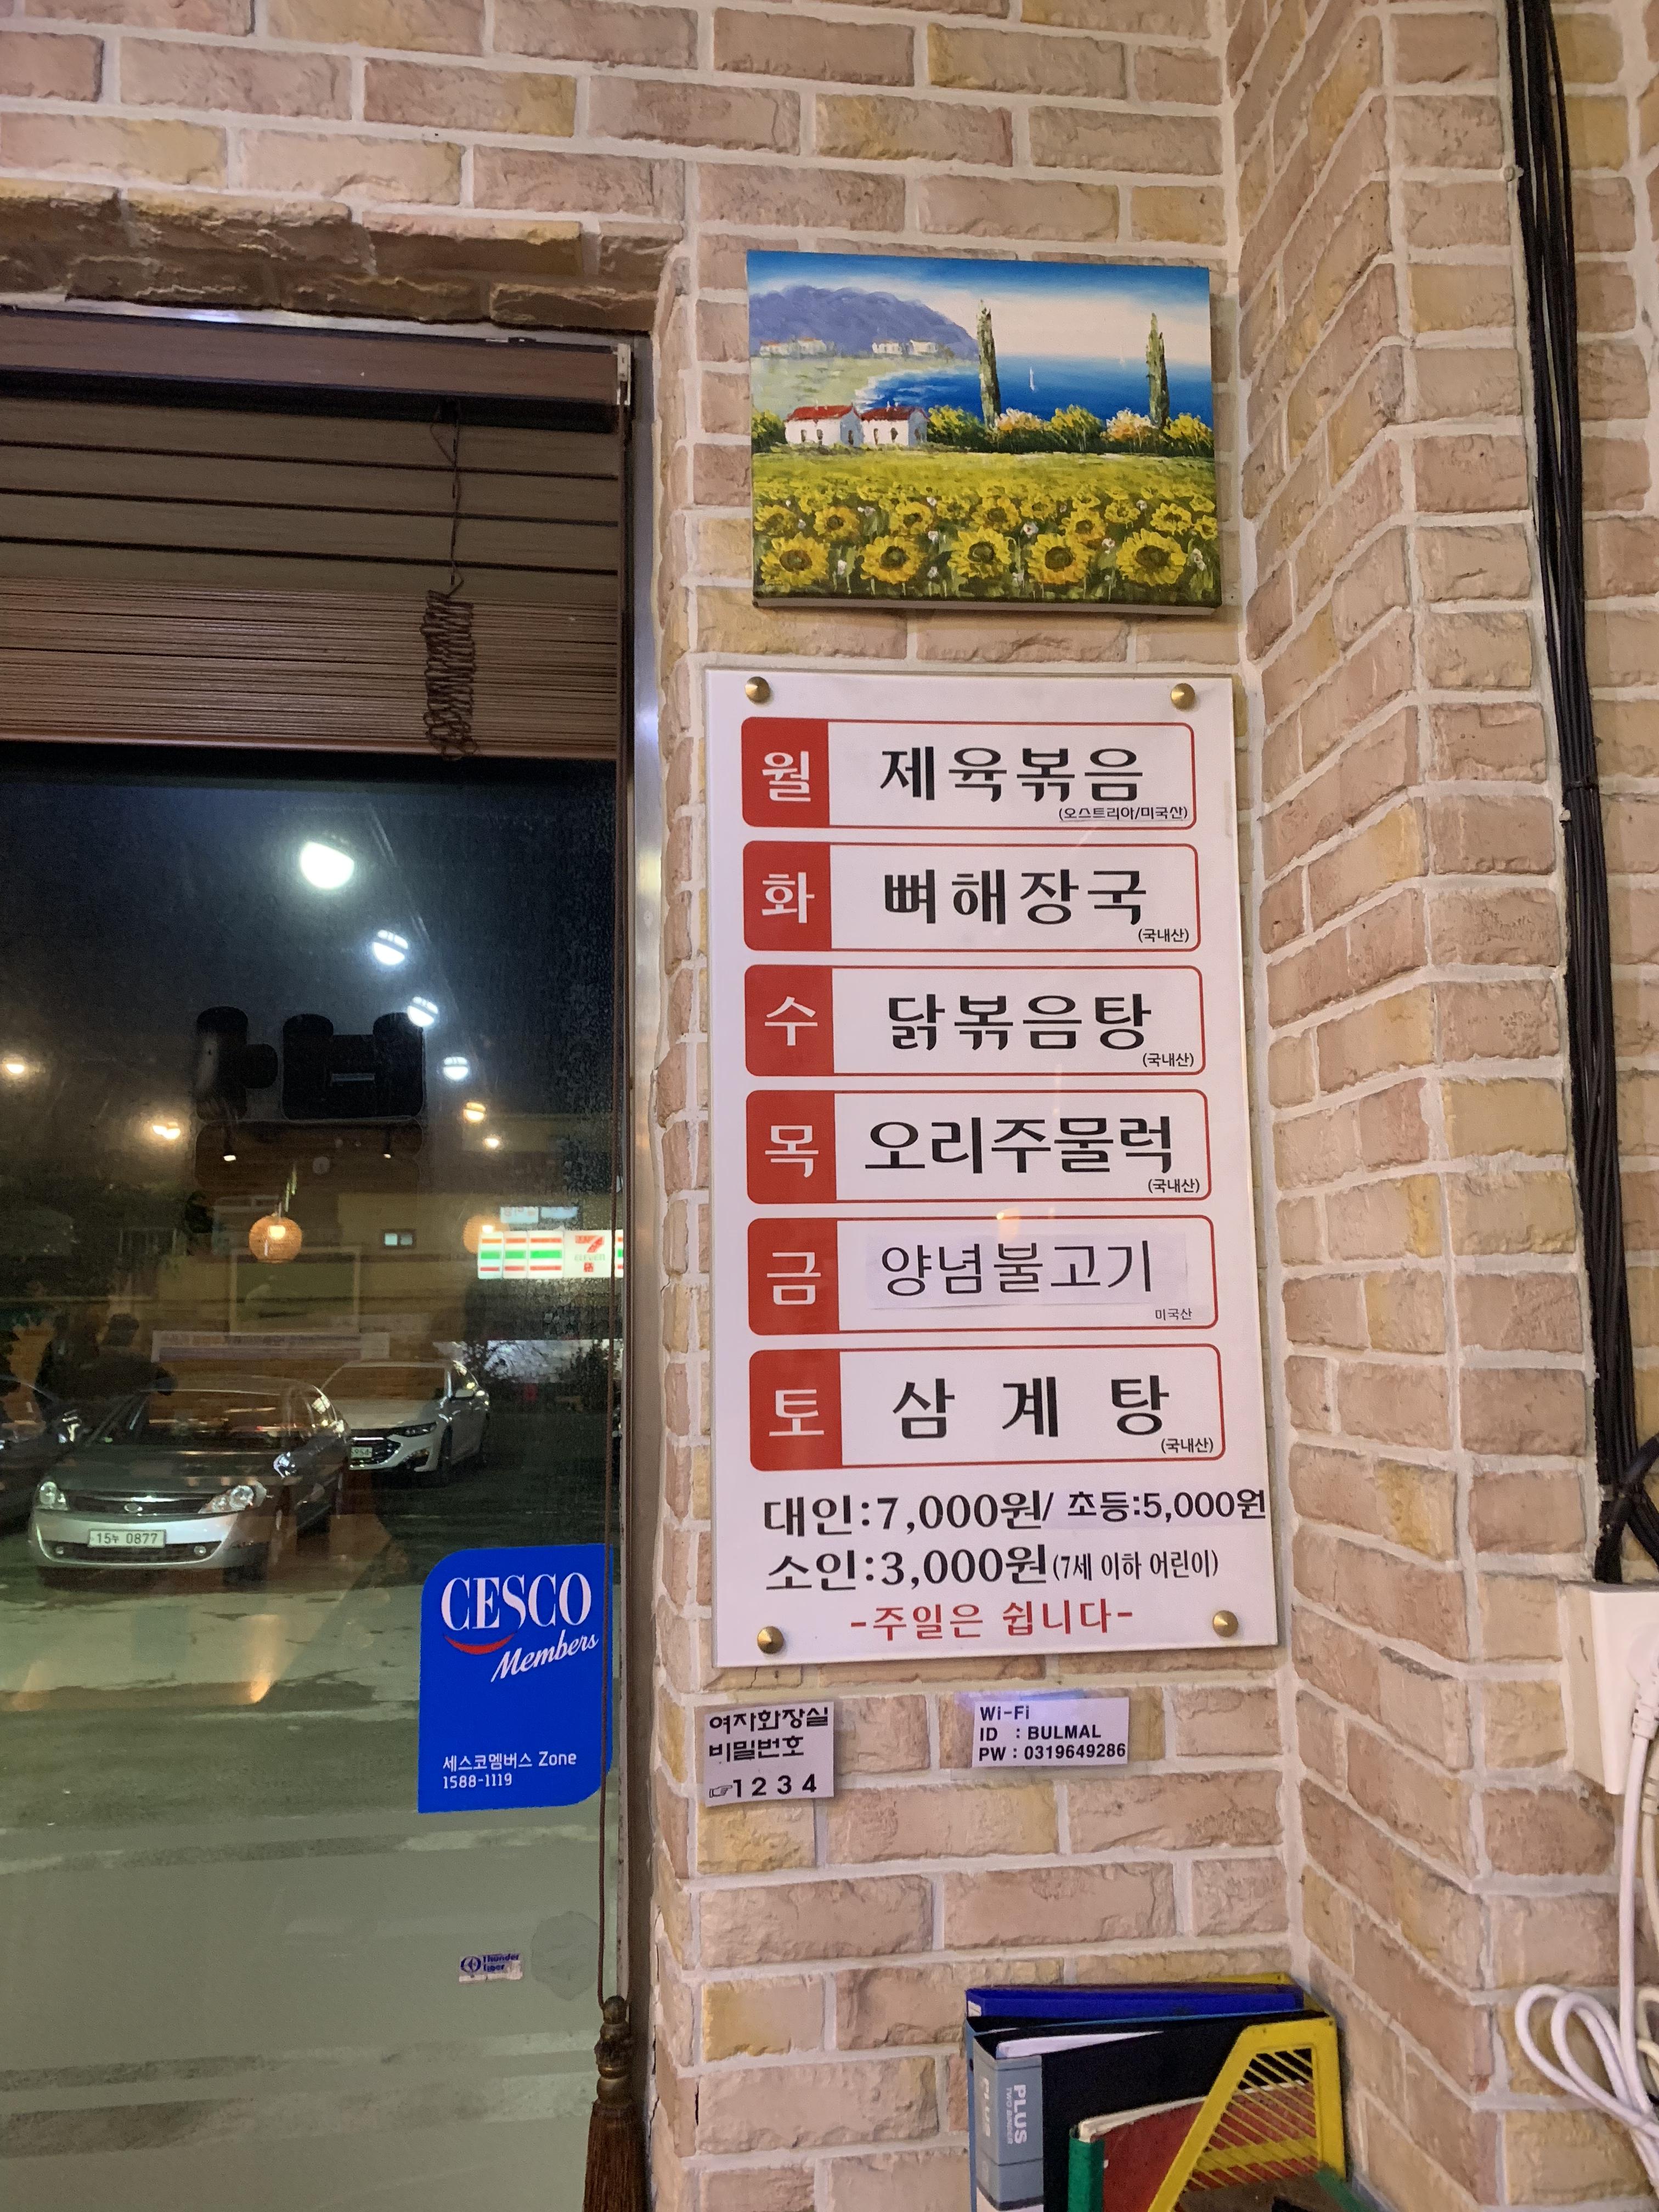 월 제육볶음
(오스트리아/미국산)
화 뼈해장국
(국내산)
수 닭볶음탕
(국내산)
목 오리주물럭
(국내산)
금 양념불고기
미국산
토 삼 계 탕
(국내산)
대인:7,000원/ 초등:5,000원
소인:3,000원(7세 이하 어린이)
-주일은 쉽니다-
여자화장실
비밀번호
☞1 2 3 4
Wi-Fi
ID : BULMAL
PW : 0319649286
CESCO
Members
세스코멤버스 Zone
1588-1119
15누 0877
Thunder
Tiger
PLUS
PLUS